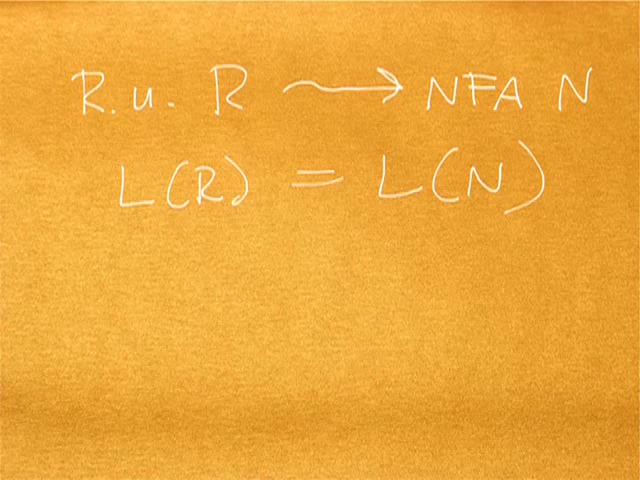 R.u. R → NFA N
L(R) = L(N)